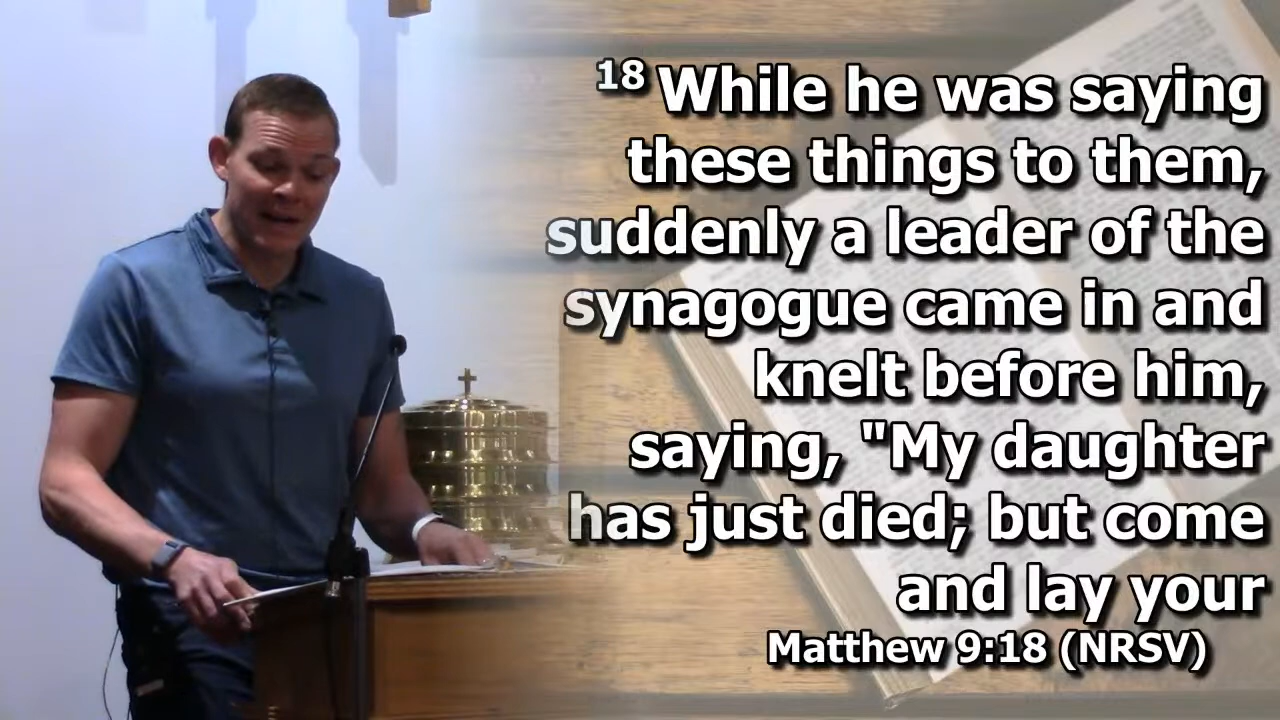 18 While he was saying
these things to them,
suddenly a leader of the
synagogue came in and
knelt before him,
saying, "My daughter
has just died; but come
and lay your
Matthew 9:18 (NRSV)